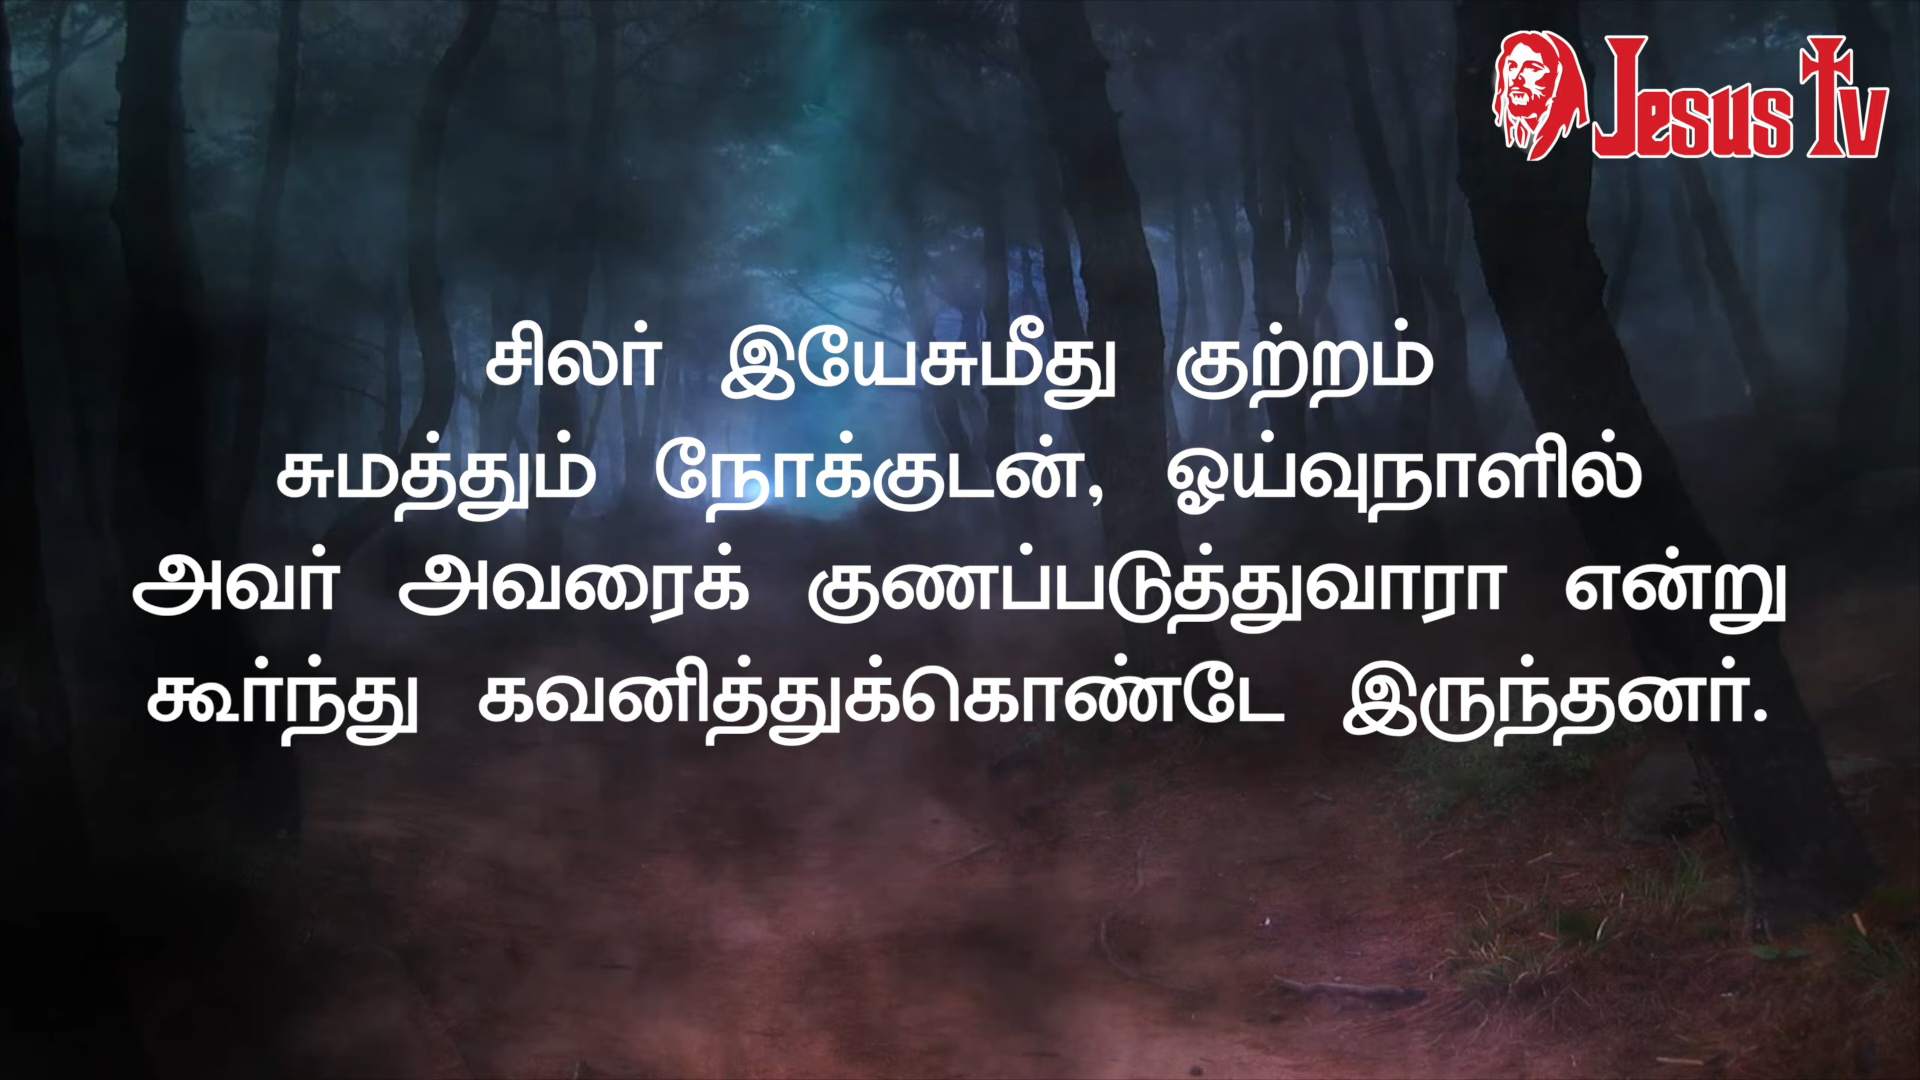 Jesus Tv
சிலர் இயேசுமீது குற்றம்
சுமத்தும் நோக்குடன், ஓய்வுநாளில்
அவர் அவரைக் குணப்படுத்துவாரா என்று
கூர்ந்து கவனித்துக்கொண்டே இருந்தனர்.